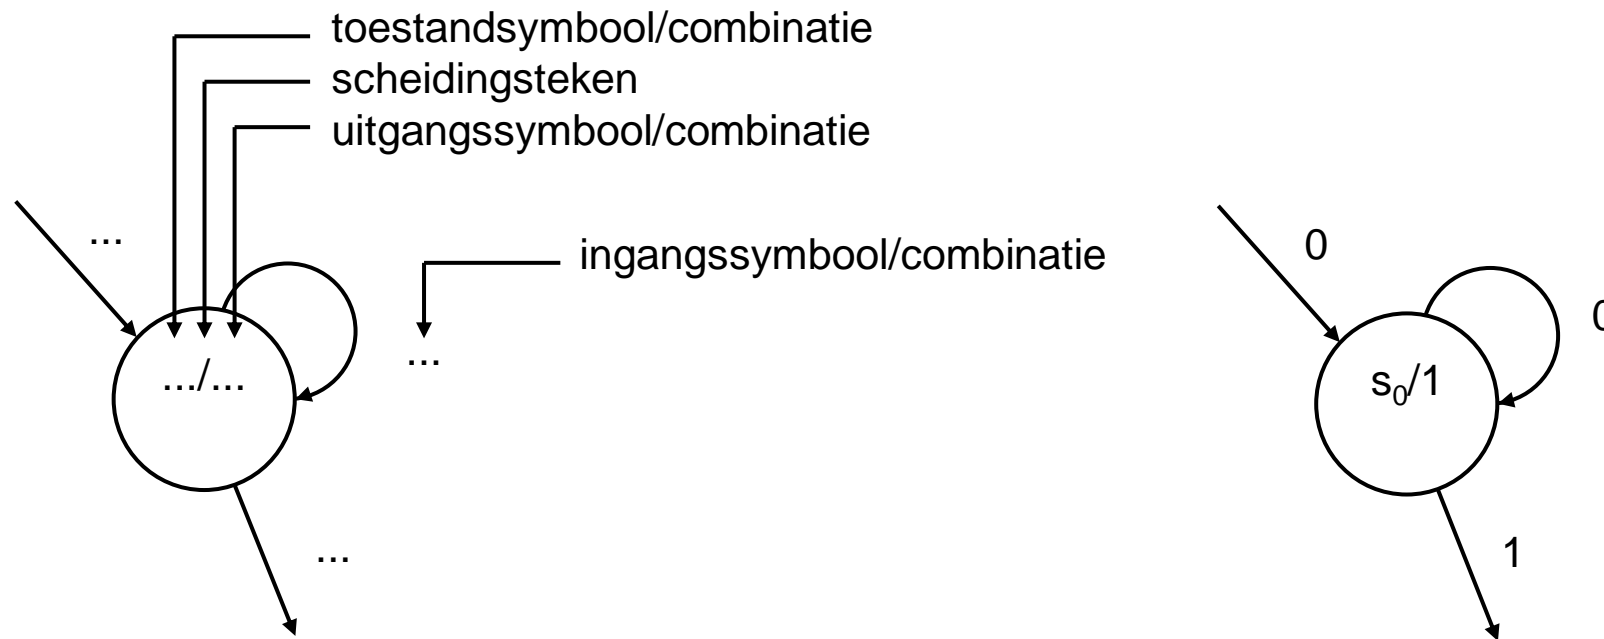 toestandsymbool/combinatie
scheidingsteken
uitgangssymbool/combinatie
...
ingangssymbool/combinatie
...
.../...
...
0
0
s₀/1
1